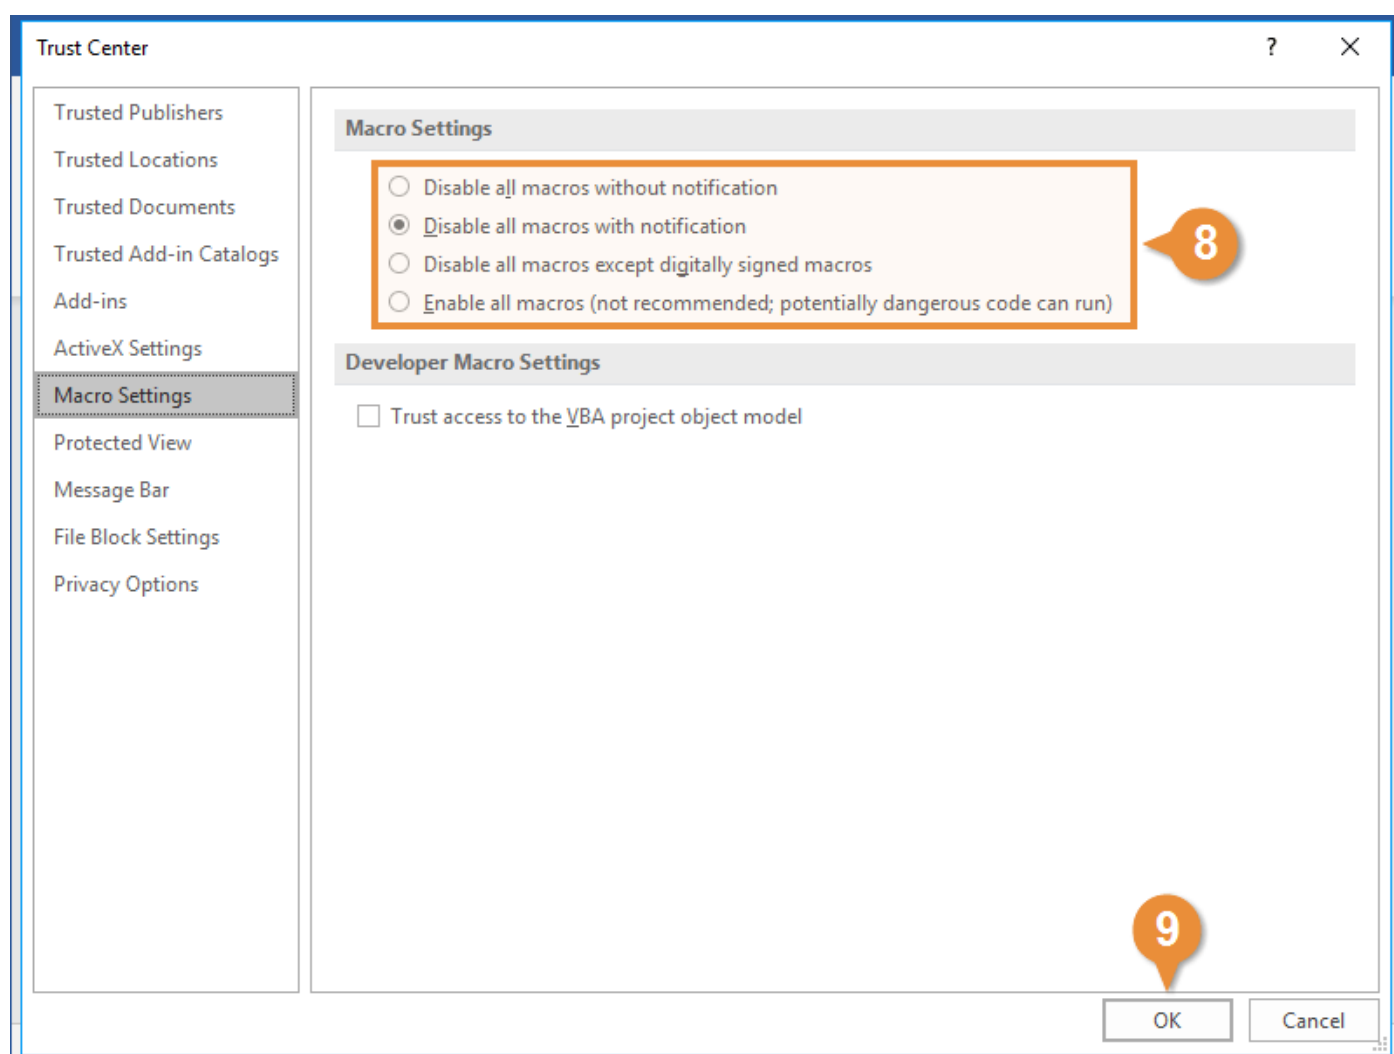 Trust Center
?
Trusted Publishers
Trusted Locations
Trusted Documents
Trusted Add-in Catalogs
Add-ins
ActiveX Settings
Macro Settings
Protected View
Message Bar
File Block Settings
Privacy Options
Macro Settings
Disable all macros without notification
Disable all macros with notification
Disable all macros except digitally signed macros
Enable all macros (not recommended; potentially dangerous code can run)
8
Developer Macro Settings
Trust access to the VBA project object model
9
OK
Cancel